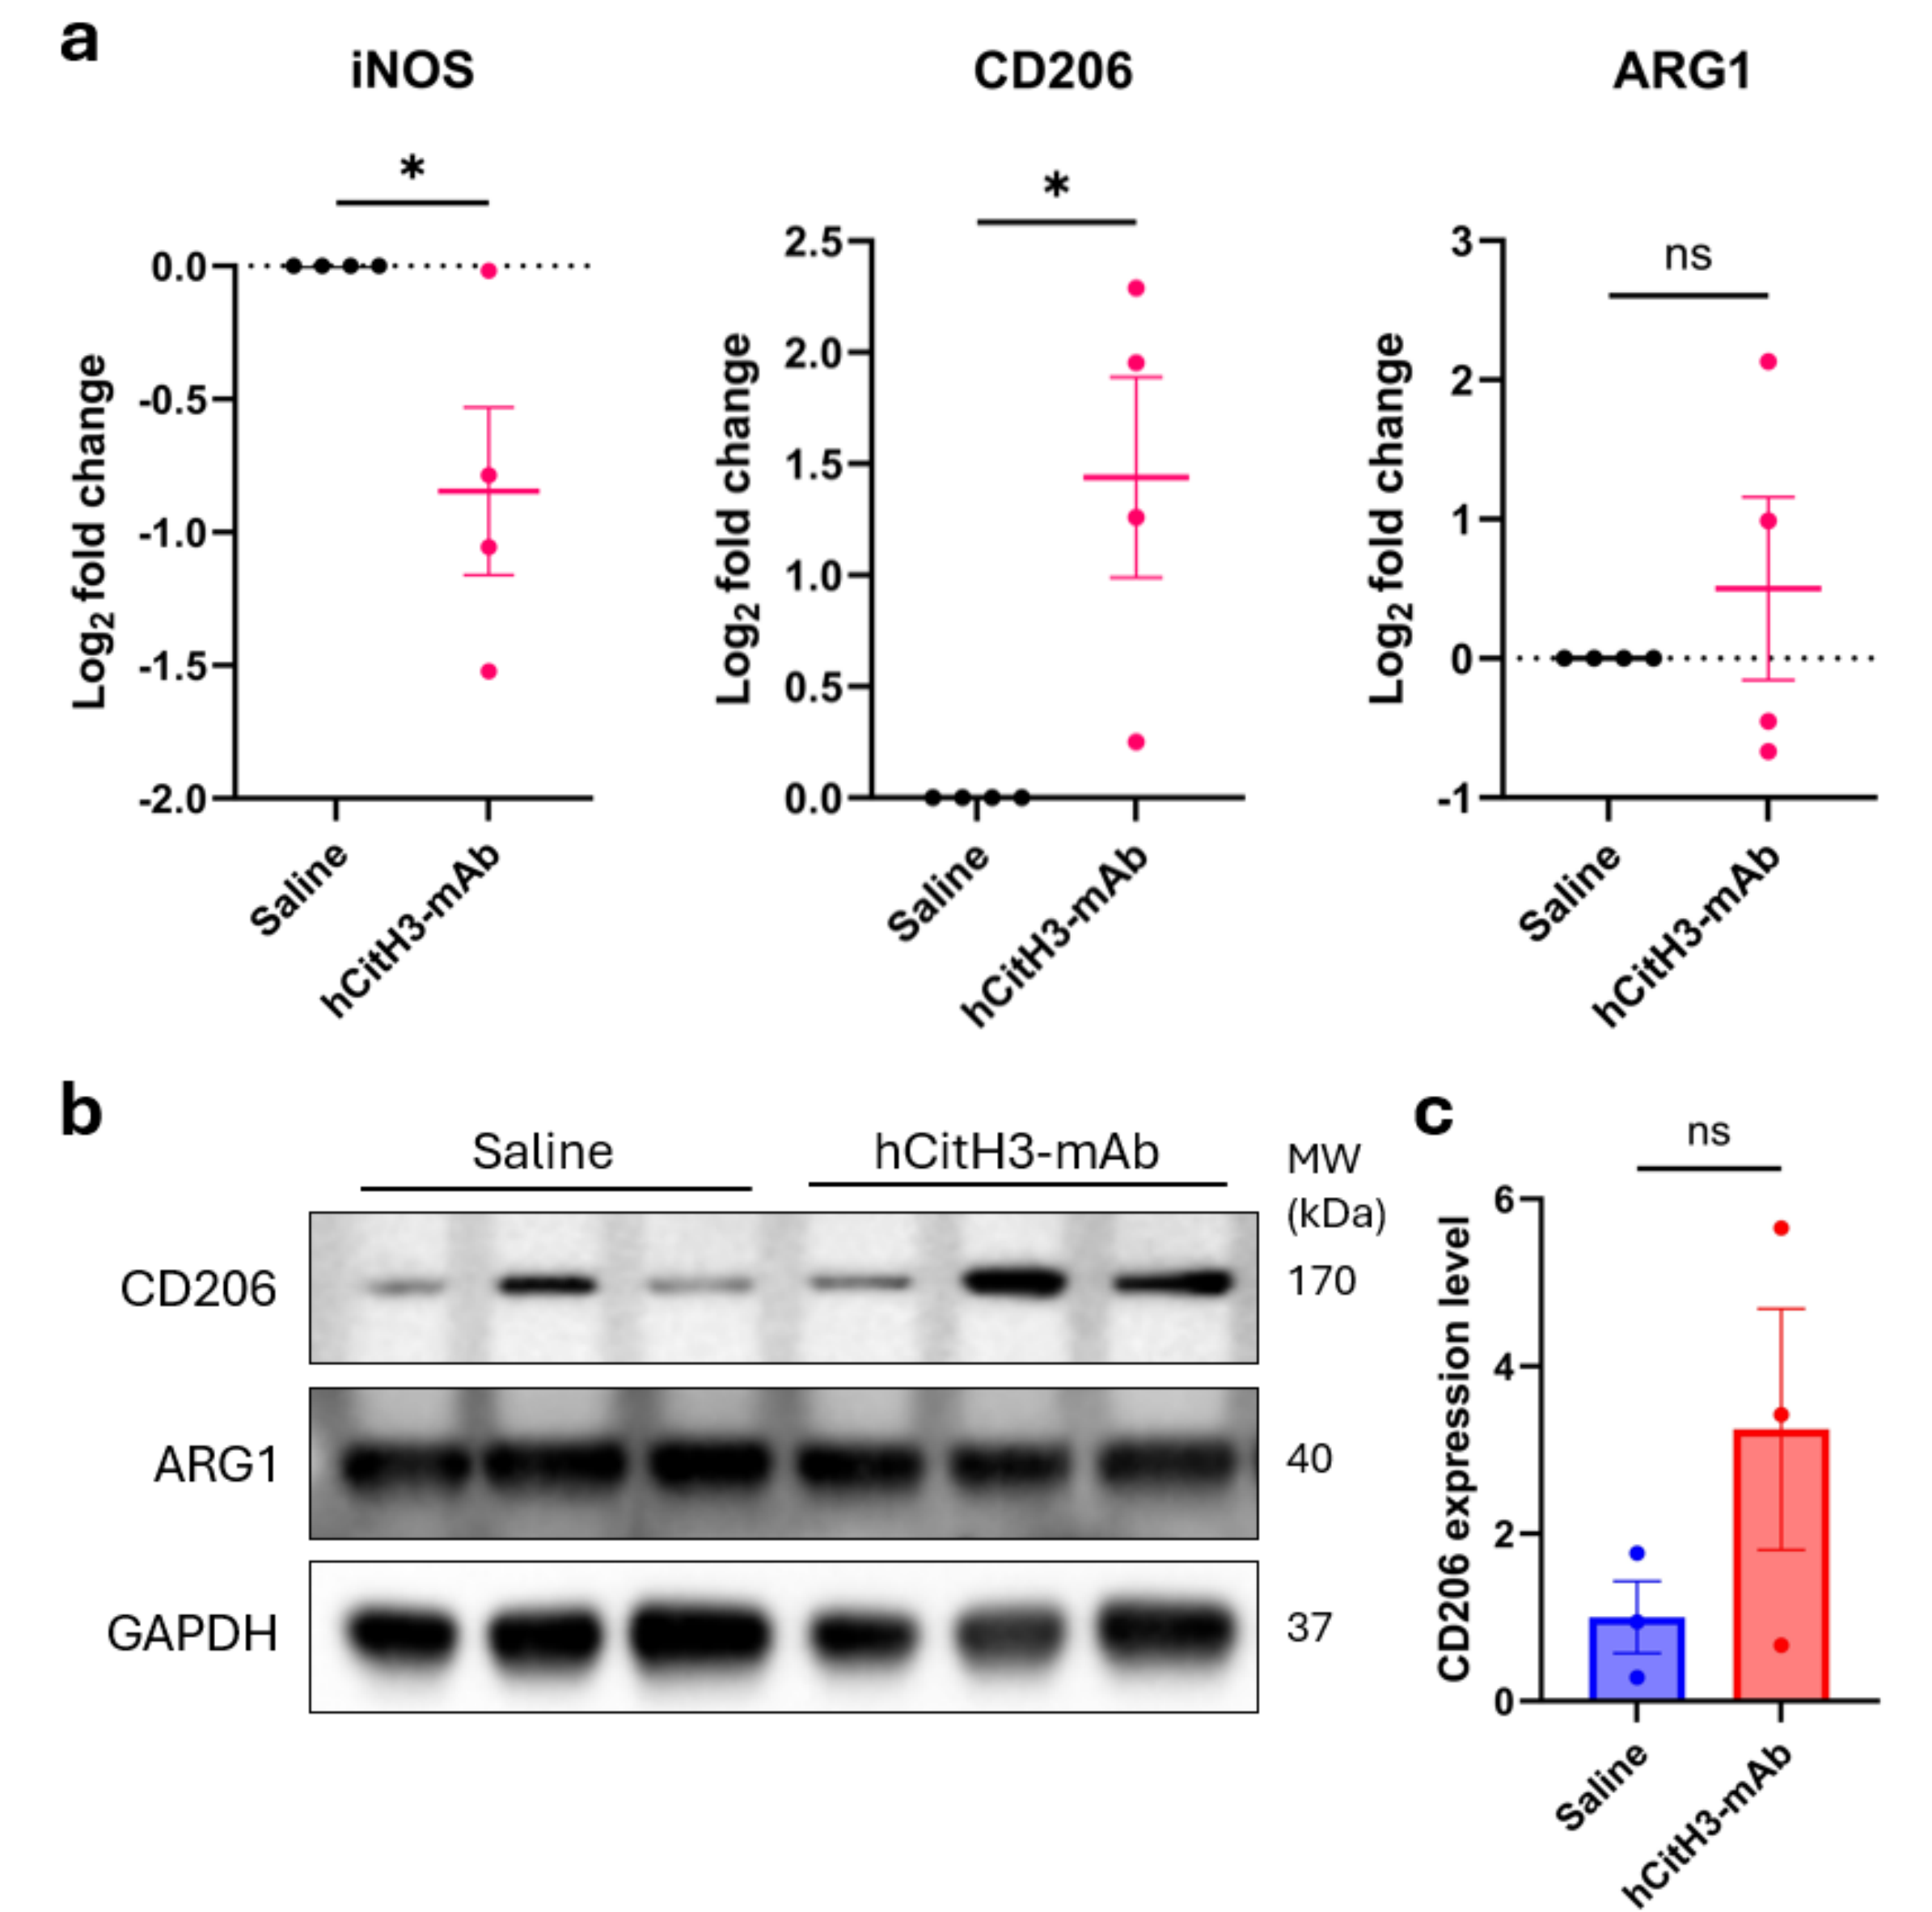 a
iNOS
CD206
ARG1
*
*
ns
Log2 fold change
0.0
-0.5
-1.0
-1.5
-2.0
Saline
hCitH3-mAb
Log2 fold change
2.5
2.0
1.5
1.0
0.5
0.0
Saline
hCitH3-mAb
Log2 fold change
3
2
1
0
-1
Saline
hCitH3-mAb
b
Saline
hCitH3-mAb
MW
(kDa)
CD206
170
ARG1
40
GAPDH
37
c
ns
CD206 expression level
6
4
2
0
Saline
hCitH3-mAb